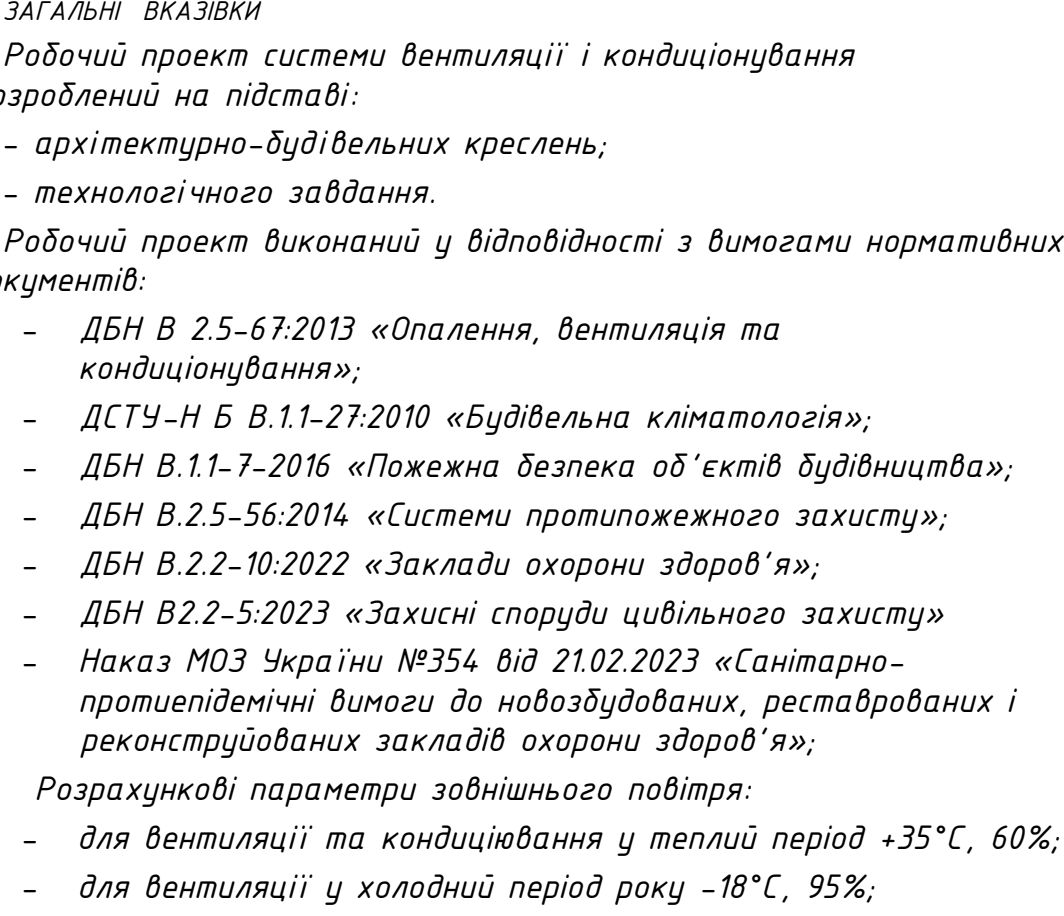 ЗАГАЛЬНІ ВКАЗІВКИ
Робочий проект системи вентиляції і кондиціонування
озроблений на підставі:
- архітектурно-будівельних креслень;
- технологічного завдання.
Робочий проект виконаний у відповідності з вимогами нормативних
окументів:
- ДБН В 2.5-67:2013 «Опалення, вентиляція та
кондиціонування»;
- ДСТУ-Н Б В.1.1-27:2010 «Будівельна кліматологія»;
- ДБН В.1.1-7-2016 «Пожежна безпека об'єктів будівництва»;
- ДБН В.2.5-56:2014 «Системи протипожежного захисту»;
- ДБН В.2.2-10:2022 «Заклади охорони здоров'я»;
- ДБН В2.2-5:2023 «Захисні споруди цивільного захисту»
- Наказ МОЗ України №354 від 21.02.2023 «Санітарно-
протиепідемічні вимоги до новозбудованих, реставрованих і
реконструйованих закладів охорони здоров'я»;
Розрахункові параметри зовнішнього повітря:
- для вентиляції та кондиціювання у теплий період +35°С, 60%;
- для вентиляції у холодний період року -18°С, 95%;